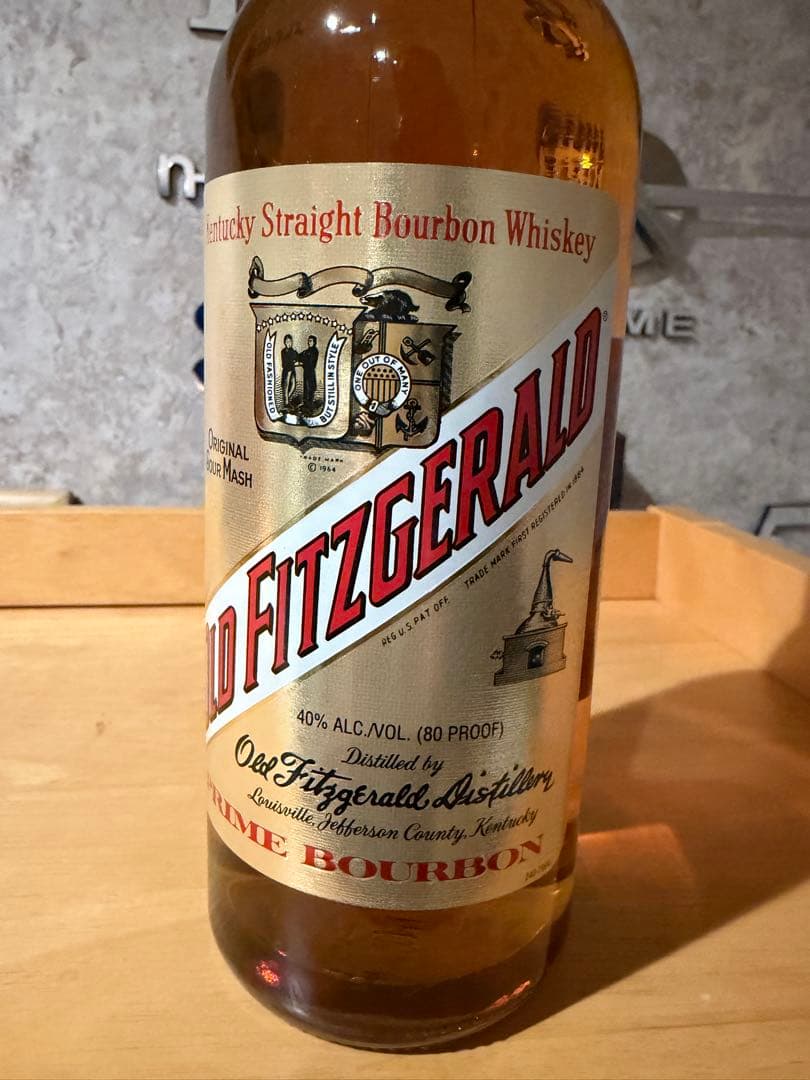 Kentucky Straight Bourbon Whiskey
OLD FASHIONED
BUT STILL IN STYLE
ONE OUT OF MANY
TRADE MARK
© 1964
ORIGINAL
SOUR MASH
OLD FITZGERALD®
REG U.S. PAT OFF. TRADE MARK FIRST REGISTERED IN 1884
40% ALC./VOL. (80 PROOF)
Distilled by
Old Fitzgerald Distillery
Louisville, Jefferson County, Kentucky
PRIME BOURBON
ME